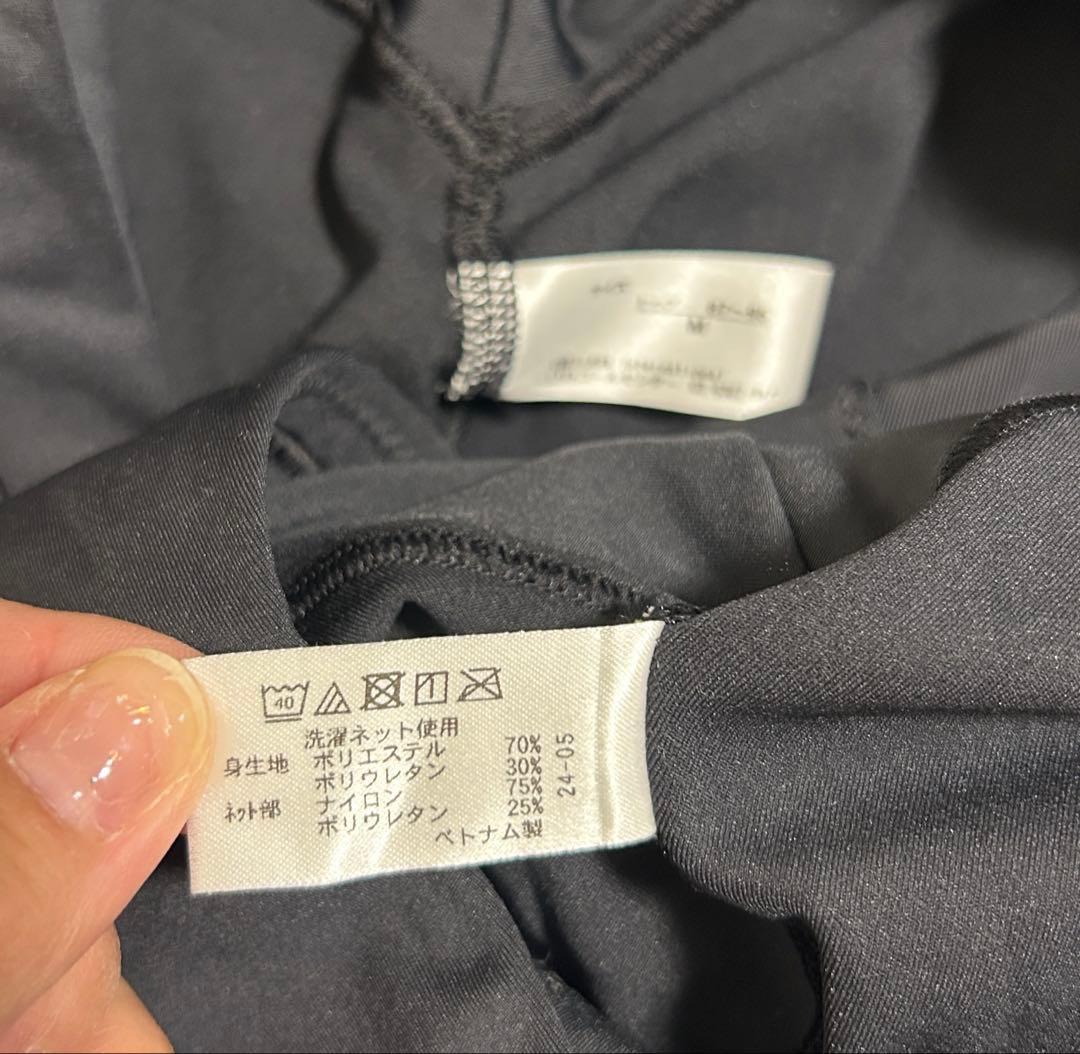 M
40
洗濯ネット使用
身生地 ポリエステル 70%
ポリウレタン 30%
ネット部 ナイロン 75%
ポリウレタン 25%
ベトナム製
24-05